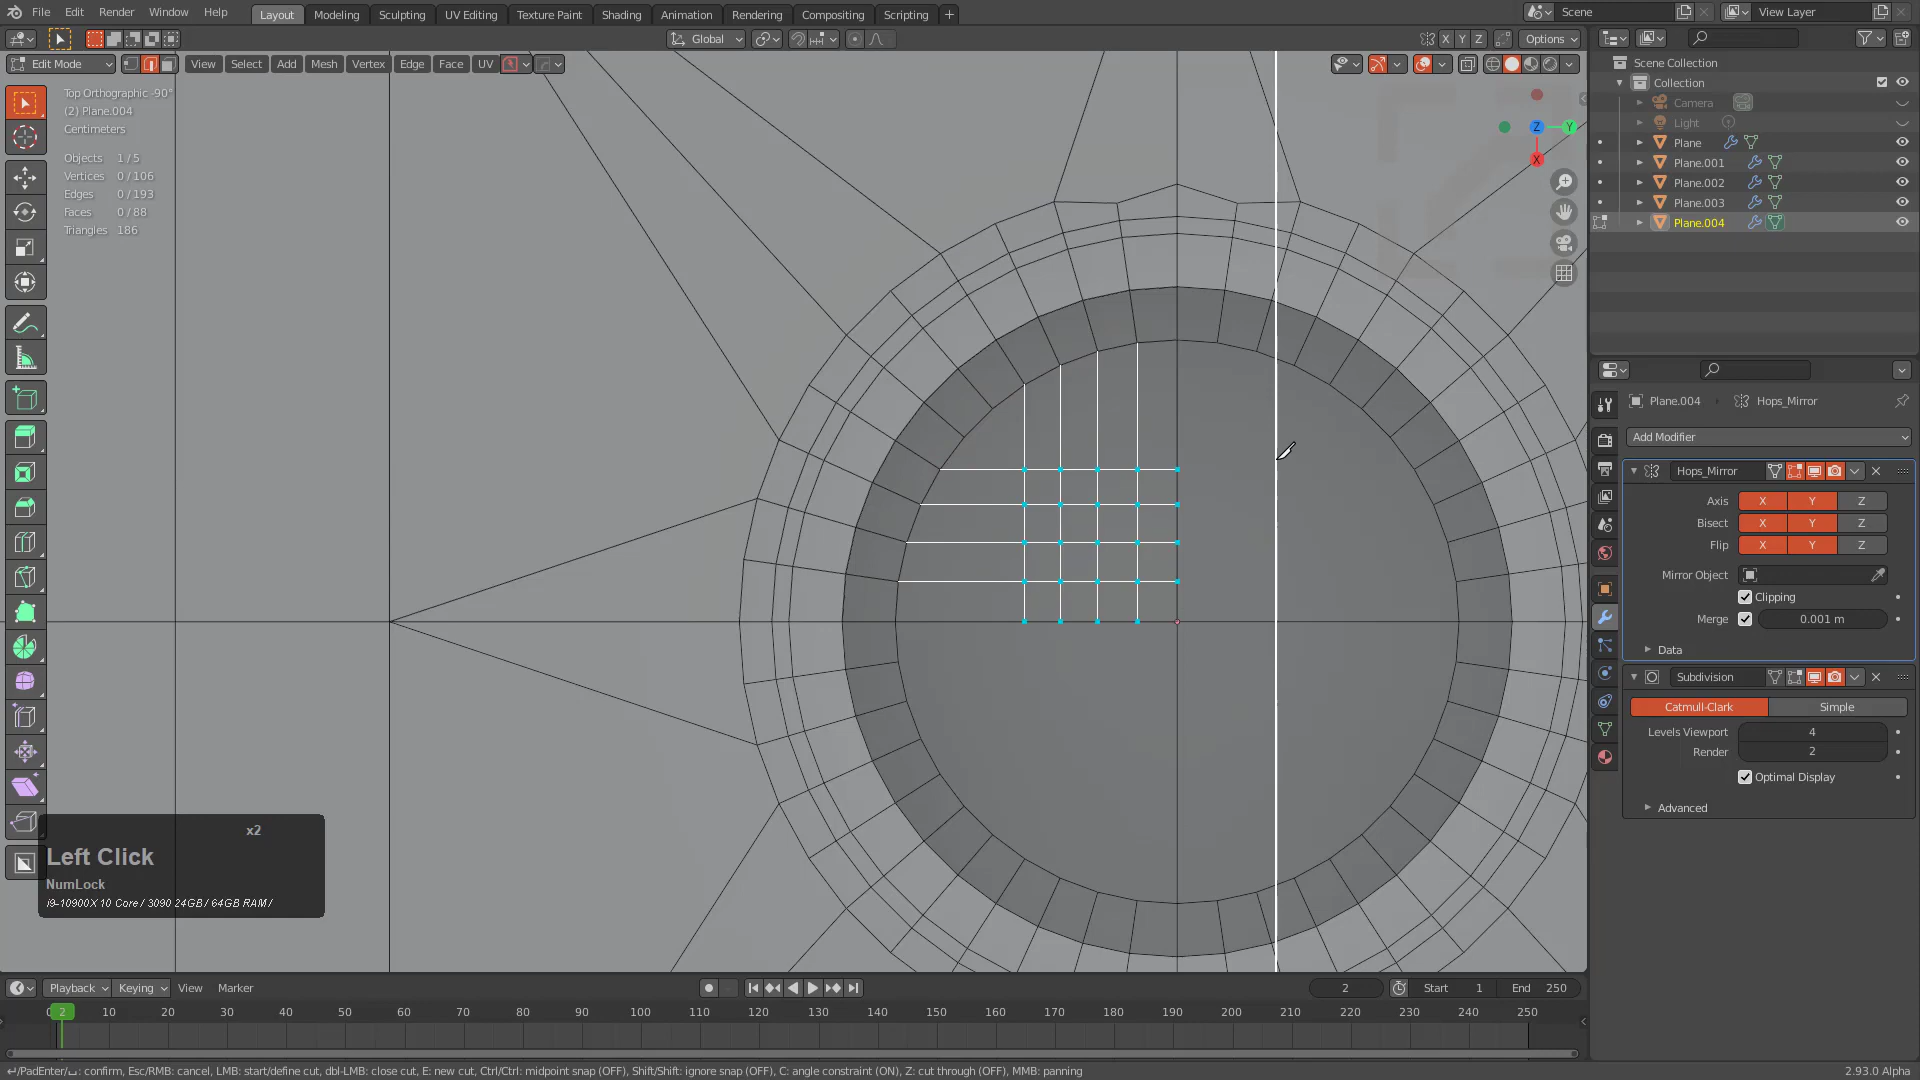 File Edit Render Window Help
Layout Modeling Sculpting UV Editing Texture Paint Shading Animation Rendering Compositing Scripting +
Scene
View Layer
Global
X Y Z
Options
Edit Mode
View Select Add Mesh Vertex Edge Face UV
Top Orthographic -90°
(2) Plane.004
Centimeters
Objects 1 / 5
Vertices 0 / 106
Edges 0 / 193
Faces 0 / 88
Triangles 186
Z
Y
X
Scene Collection
Collection
Camera
Light
Plane
Plane.001
Plane.002
Plane.003
Plane.004
Plane.004 Hops_Mirror
Add Modifier
Hops_Mirror
Axis X Y Z
Bisect X Y Z
Flip X Y Z
Mirror Object
Clipping
Merge 0.001 m
Data
Subdivision
Catmull-Clark Simple
Levels Viewport 4
Render 2
Optimal Display
Advanced
x2
Left Click
NumLock
i9-10900X 10 Core / 3090 24GB / 64GB RAM /
Playback Keying View Marker
2 Start 1 End 250
0 2 10 20 30 40 50 60 70 80 90 100 110 120 130 140 150 160 170 180 190 200 210 220 230 240 250
↵/PadEnter/␣: confirm, Esc/RMB: cancel, LMB: start/define cut, dbl-LMB: close cut, E: new cut, Ctrl/Ctrl: midpoint snap (OFF), Shift/Shift: ignore snap (OFF), C: angle constraint (ON), Z: cut through (OFF), MMB: panning
2.93.0 Alpha